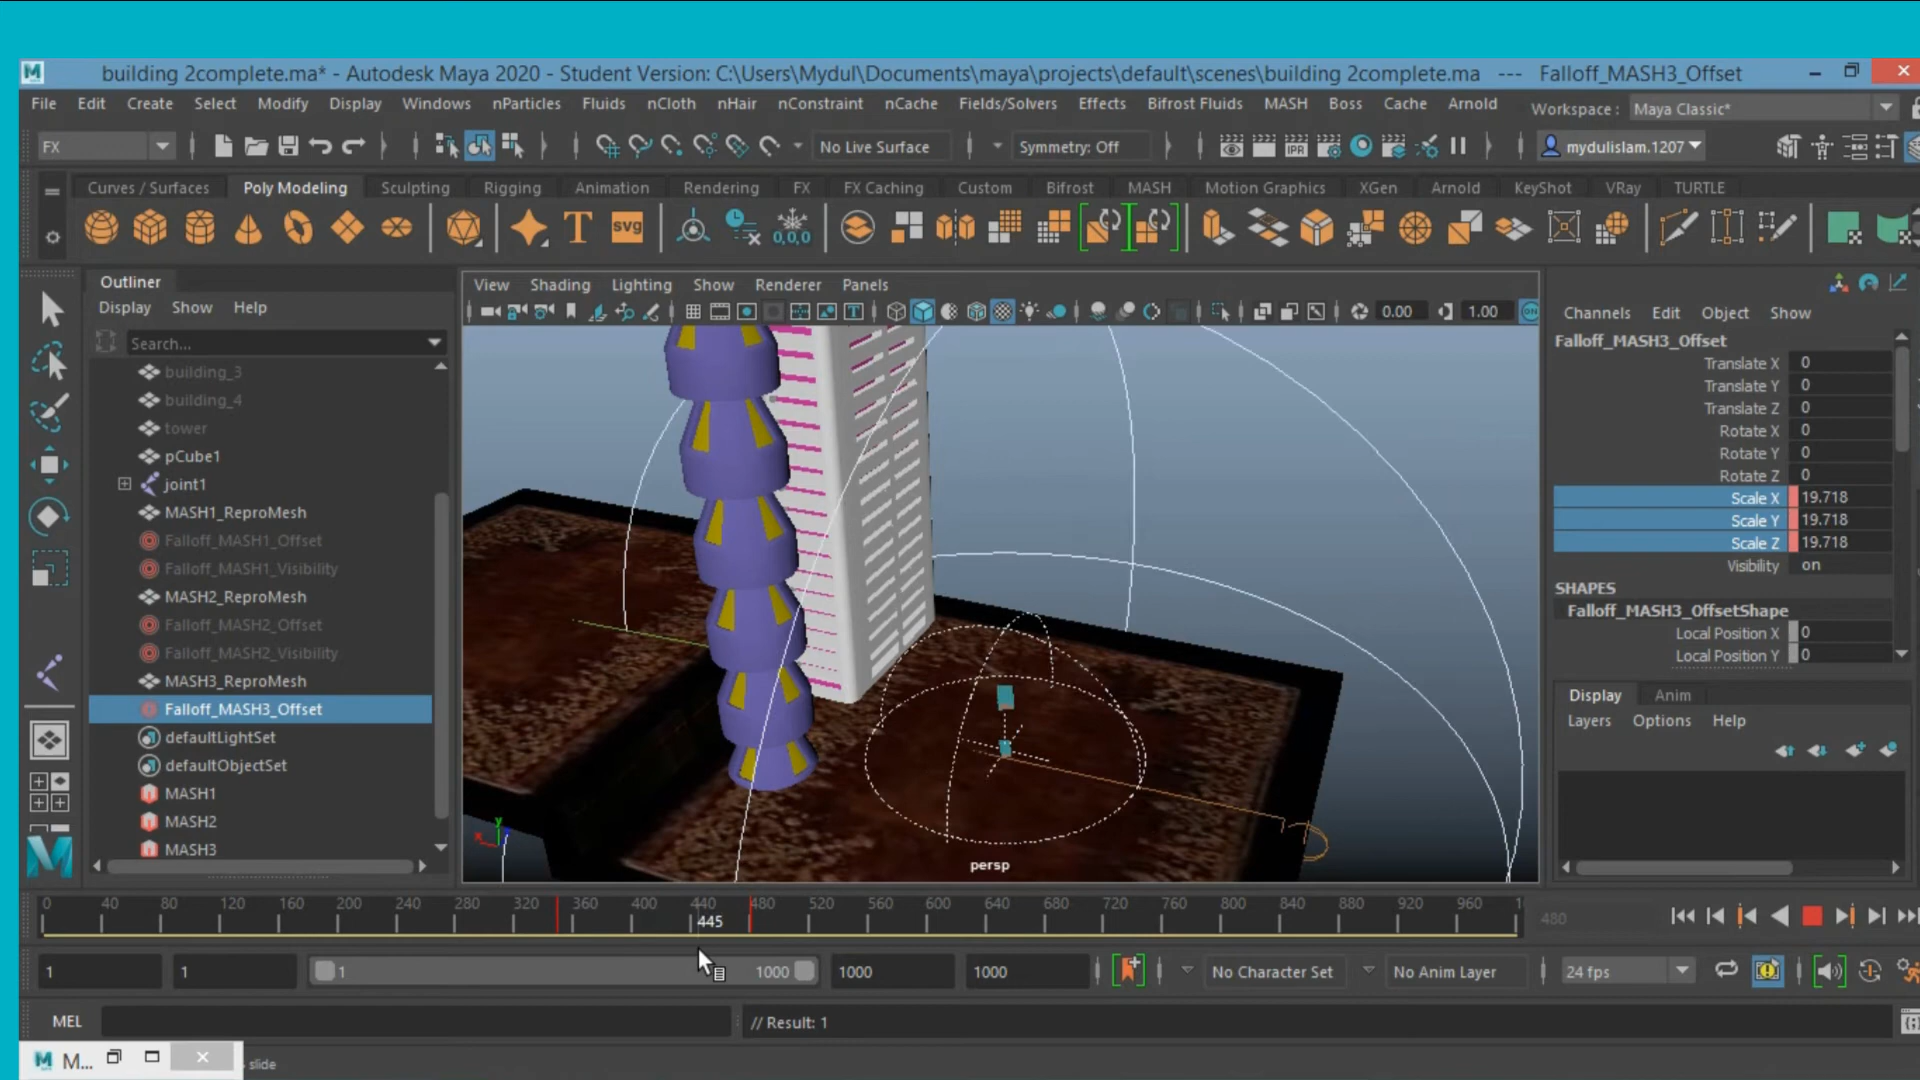 building 2complete.ma* - Autodesk Maya 2020 - Student Version: C:\Users\Mydul\Documents\maya\projects\default\scenes\building 2complete.ma --- Falloff_MASH3_Offset
File Edit Create Select Modify Display Windows nParticles Fluids nCloth nHair nConstraint nCache Fields/Solvers Effects Bifrost Fluids MASH Boss Cache Arnold Workspace : Maya Classic*
FX No Live Surface Symmetry: Off IPR mydulislam.1207
Curves / Surfaces Poly Modeling Sculpting Rigging Animation Rendering FX FX Caching Custom Bifrost MASH Motion Graphics XGen Arnold KeyShot VRay TURTLE
T svg 0,0,0
Outliner
Display Show Help
Search...
building_3
building_4
tower
pCube1
joint1
MASH1_ReproMesh
Falloff_MASH1_Offset
Falloff_MASH1_Visibility
MASH2_ReproMesh
Falloff_MASH2_Offset
Falloff_MASH2_Visibility
MASH3_ReproMesh
Falloff_MASH3_Offset
defaultLightSet
defaultObjectSet
MASH1
MASH2
MASH3
View Shading Lighting Show Renderer Panels
0.00 1.00
persp
y
x
Channels Edit Object Show
Falloff_MASH3_Offset
Translate X 0
Translate Y 0
Translate Z 0
Rotate X 0
Rotate Y 0
Rotate Z 0
Scale X 19.718
Scale Y 19.718
Scale Z 19.718
Visibility on
SHAPES
Falloff_MASH3_OffsetShape
Local Position X 0
Local Position Y 0
Display Anim
Layers Options Help
0 40 80 120 160 200 240 280 320 360 400 440 480 520 560 600 640 680 720 760 800 840 880 920 960
445
480
1 1 1 1000 1000 1000 No Character Set No Anim Layer 24 fps
MEL // Result: 1
M... slide